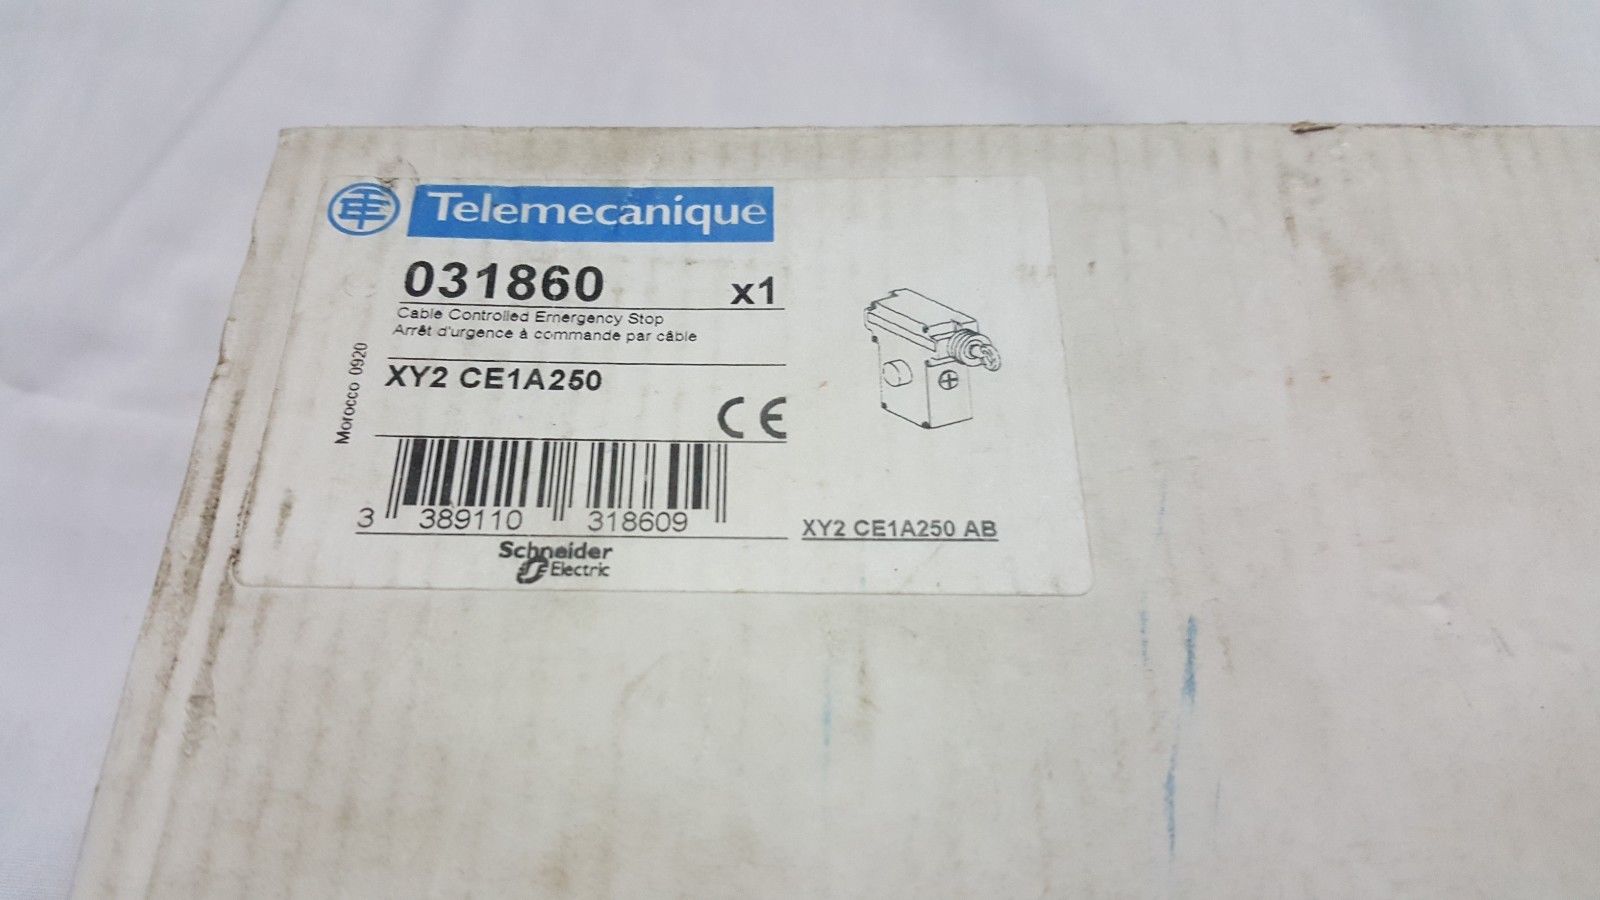 Telemecanique
031860 x1
Cable Controlled Emergency Stop
Arrêt d'urgence à commande par câble
Morocco 0920
XY2 CE1A250
CE
3 389110 318609
XY2 CE1A250 AB
Schneider
Electric